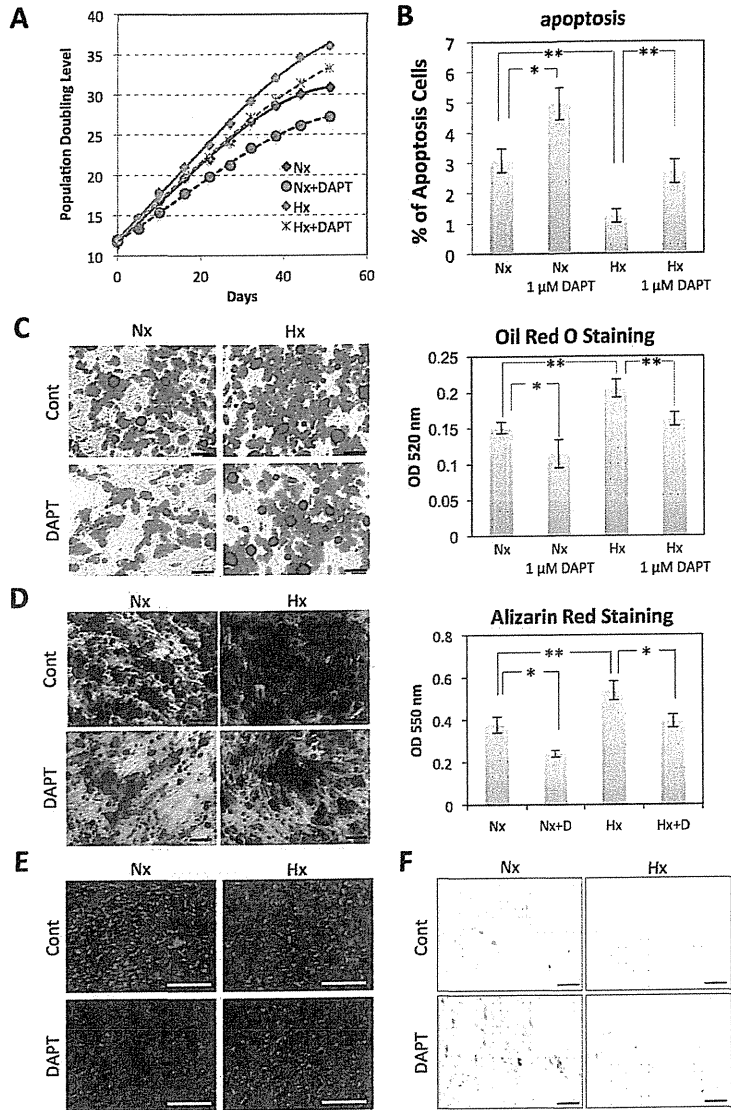 A
Population Doubling Level
40
35
30
25
20
15
10
0
20
40
60
Days
Nx
Nx+DAPT
Hx
Hx+DAPT
B
apoptosis
% of Apoptosis Cells
7
6
5
4
3
2
1
0
**
*
**
Nx
Nx
1 μM DAPT
Hx
Hx
1 μM DAPT
C
Nx
Hx
Cont
DAPT
Oil Red O Staining
OD 520 nm
0.25
0.2
0.15
0.1
0.05
0
**
*
**
Nx
Nx
1 μM DAPT
Hx
Hx
1 μM DAPT
D
Nx
Hx
Cont
DAPT
Alizarin Red Staining
OD 550 nm
0.8
0.6
0.4
0.2
0
**
*
*
Nx
Nx+D
Hx
Hx+D
E
Nx
Hx
Cont
DAPT
F
Nx
Hx
Cont
DAPT